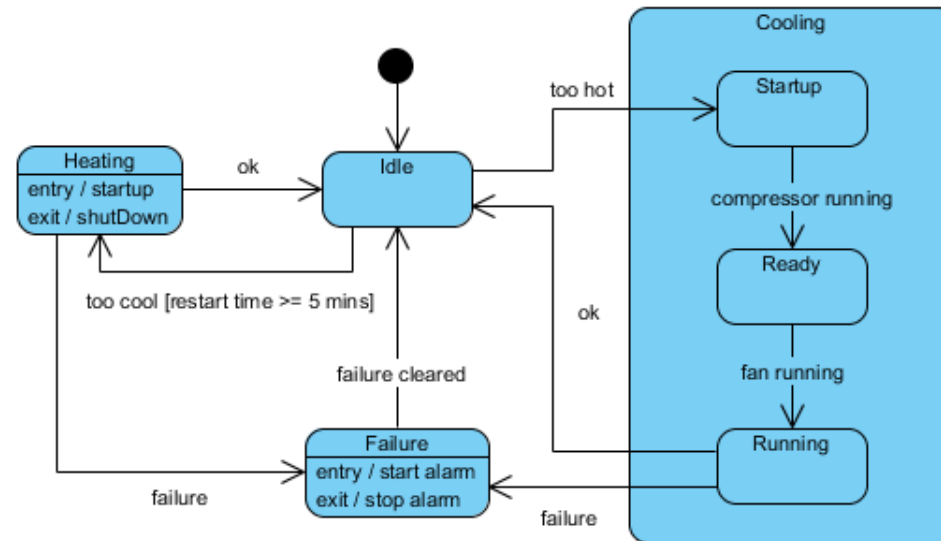 Cooling
too hot
Startup
Heating
entry / startup
exit / shutDown
ok
Idle
compressor running
Ready
too cool [restart time >= 5 mins]
ok
failure cleared
fan running
Failure
entry / start alarm
exit / stop alarm
Running
failure
failure